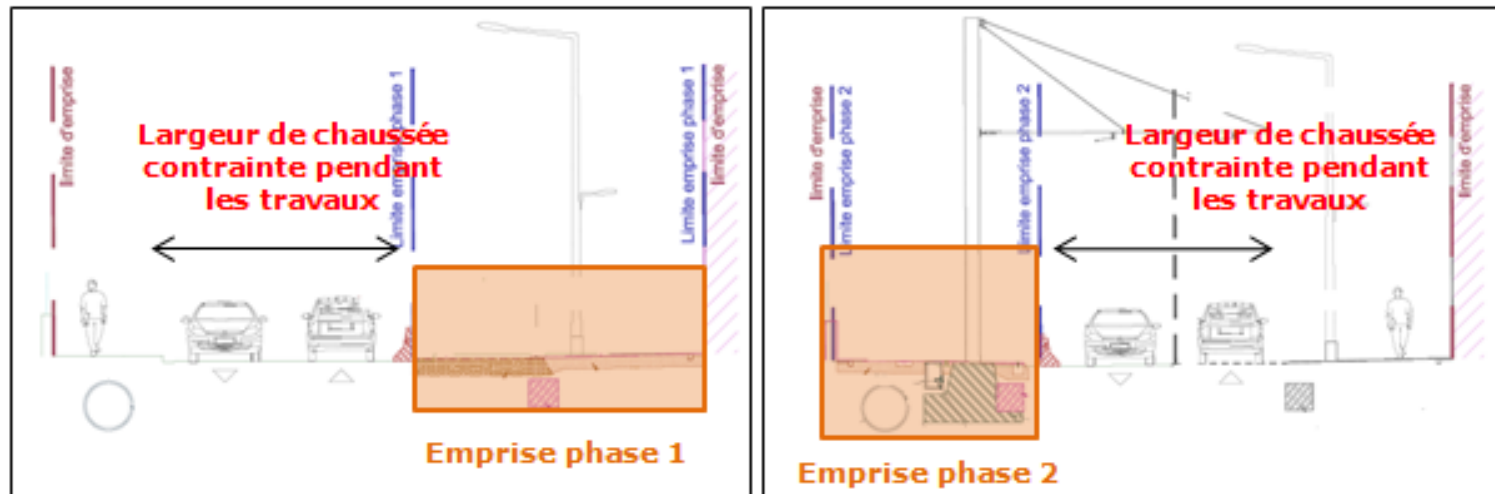 limite d'emprise
Largeur de chaussée
contrainte pendant
les travaux
Limite emprise phase 1
Limite emprise phase 1
limite d'emprise
Emprise phase 1
limite d'emprise
Limite emprise phase 2
Limite emprise phase 2
Largeur de chaussée
contrainte pendant
les travaux
limite d'emprise
Emprise phase 2